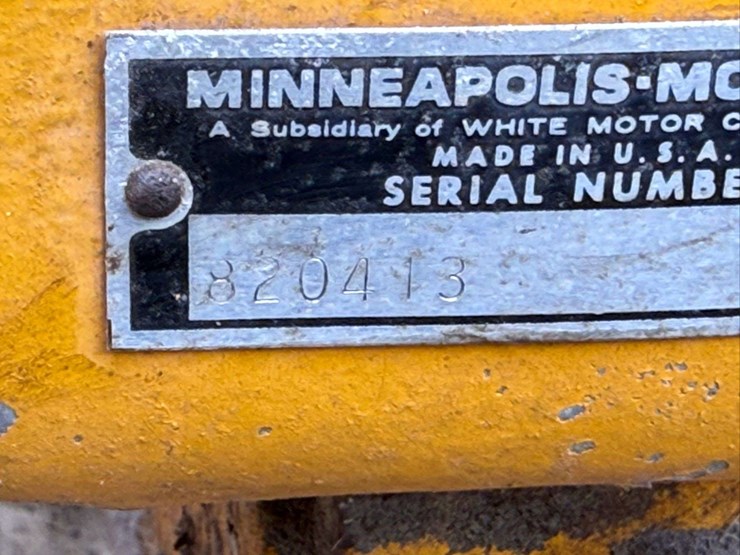 MINNEAPOLIS-MO
A Subsidiary of WHITE MOTOR C
MADE IN U.S.A.
SERIAL NUMBE
820413